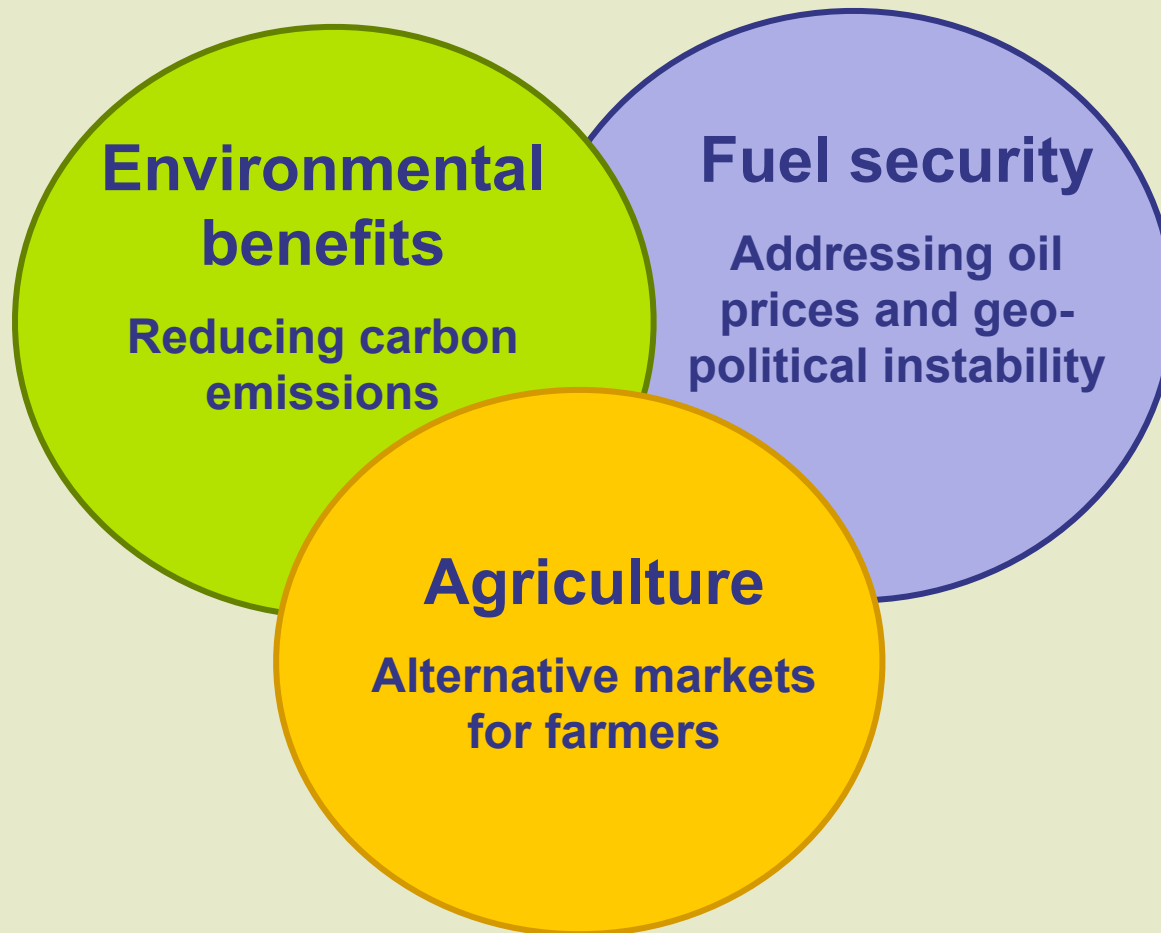 Environmental
benefits
Reducing carbon
emissions
Fuel security
Addressing oil
prices and geo-
political instability
Agriculture
Alternative markets
for farmers